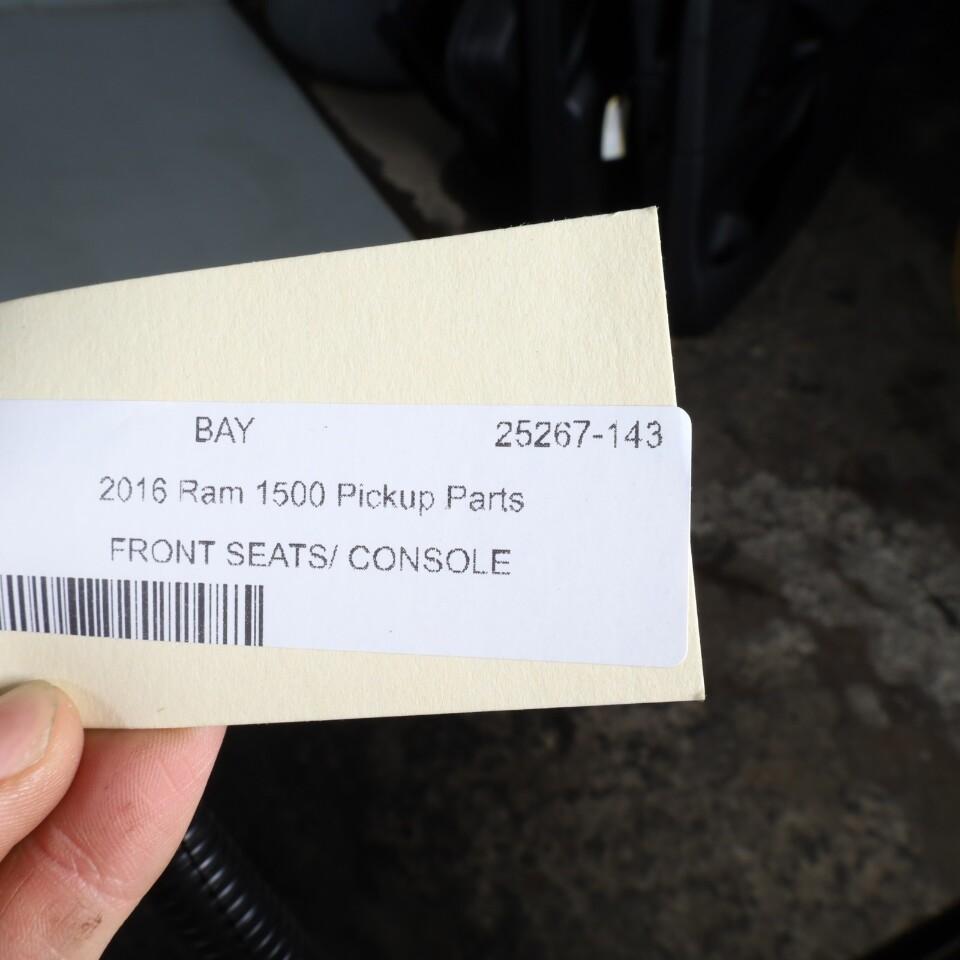 BAY 25267-143
2016 Ram 1500 Pickup Parts
FRONT SEATS/ CONSOLE